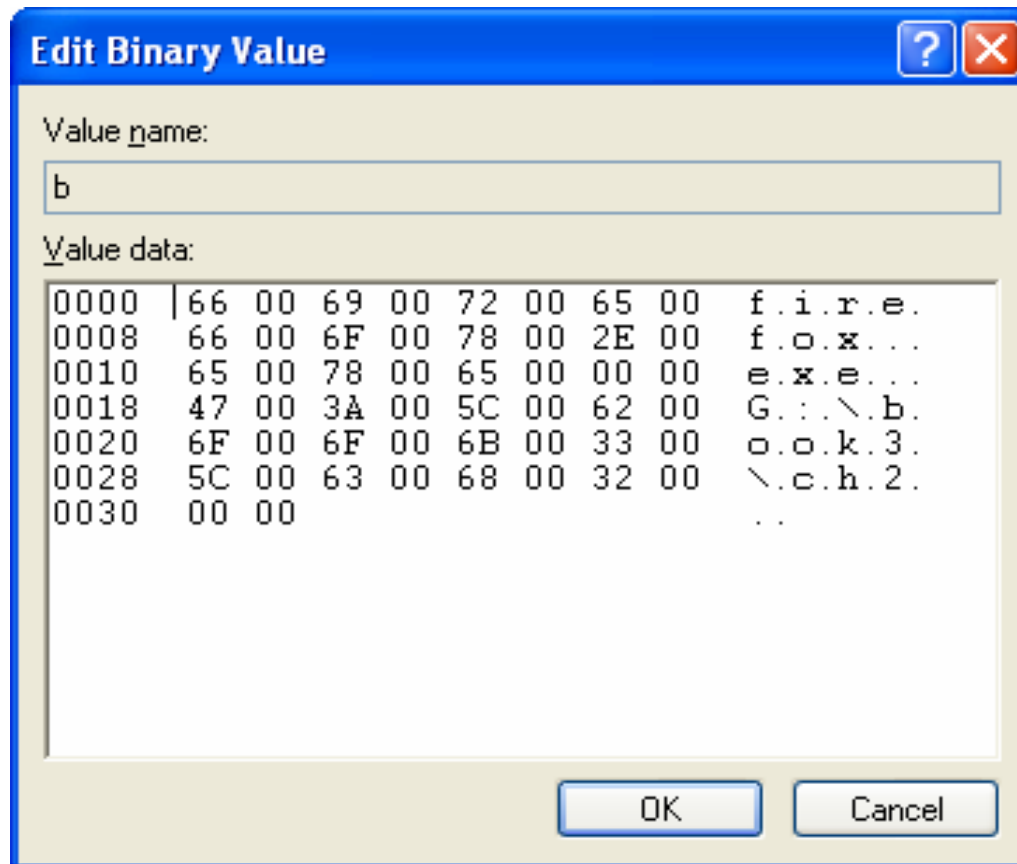 Edit Binary Value
Value name:
b
Value data:
0000 66 00 69 00 72 00 65 00 f.i.r.e.
0008 66 00 6F 00 78 00 2E 00 f.o.x...
0010 65 00 78 00 65 00 00 00 e.x.e...
0018 47 00 3A 00 5C 00 62 00 G.:.\.b.
0020 6F 00 6F 00 6B 00 33 00 o.o.k.3.
0028 5C 00 63 00 68 00 32 00 \.c.h.2.
0030 00 00 ..
OK Cancel